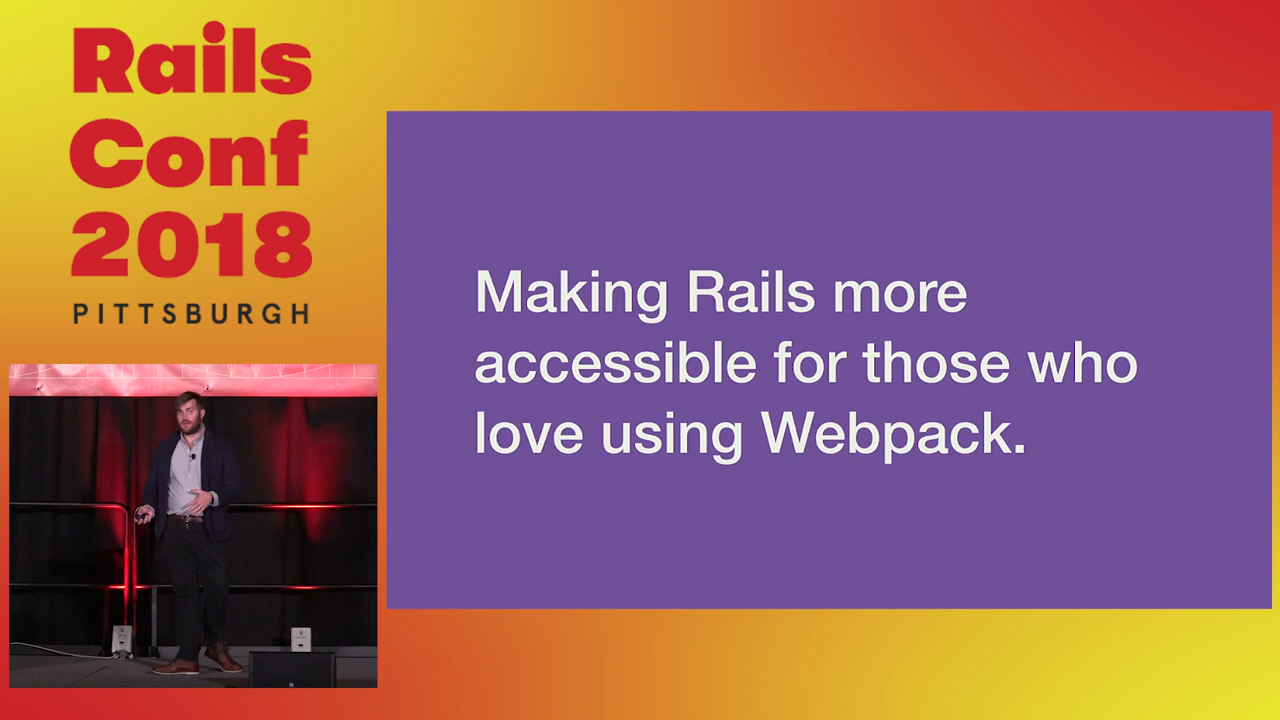 Rails
Conf
2018
PITTSBURGH
Making Rails more
accessible for those who
love using Webpack.